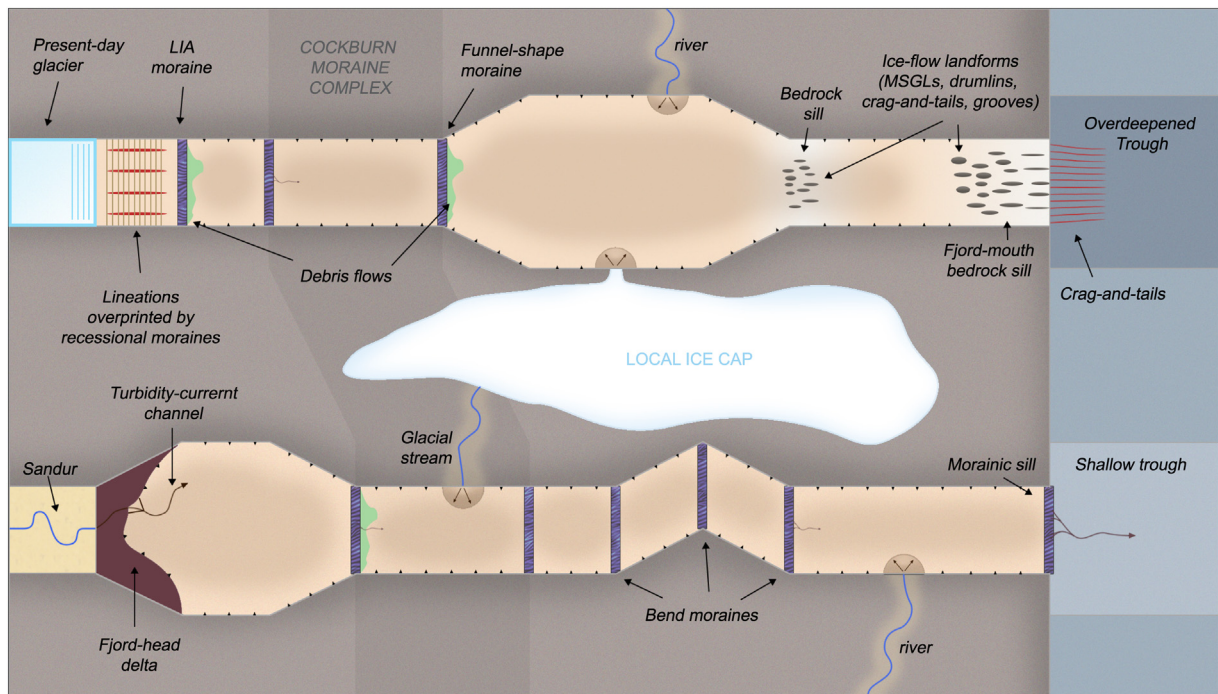 Present-day
glacier
LIA
moraine
COCKBURN
MORAINE
COMPLEX
Funnel-shape
moraine
river
Bedrock
sill
Ice-flow landforms
(MSGLs, drumlins,
crag-and-tails, grooves)
Overdeepened
Trough
Debris flows
Lineations
overprinted by
recessional moraines
Fjord-mouth
bedrock sill
Crag-and-tails
LOCAL ICE CAP
Turbidity-currernt
channel
Sandur
Glacial
stream
Morainic sill
Shallow trough
Fjord-head
delta
Bend moraines
river